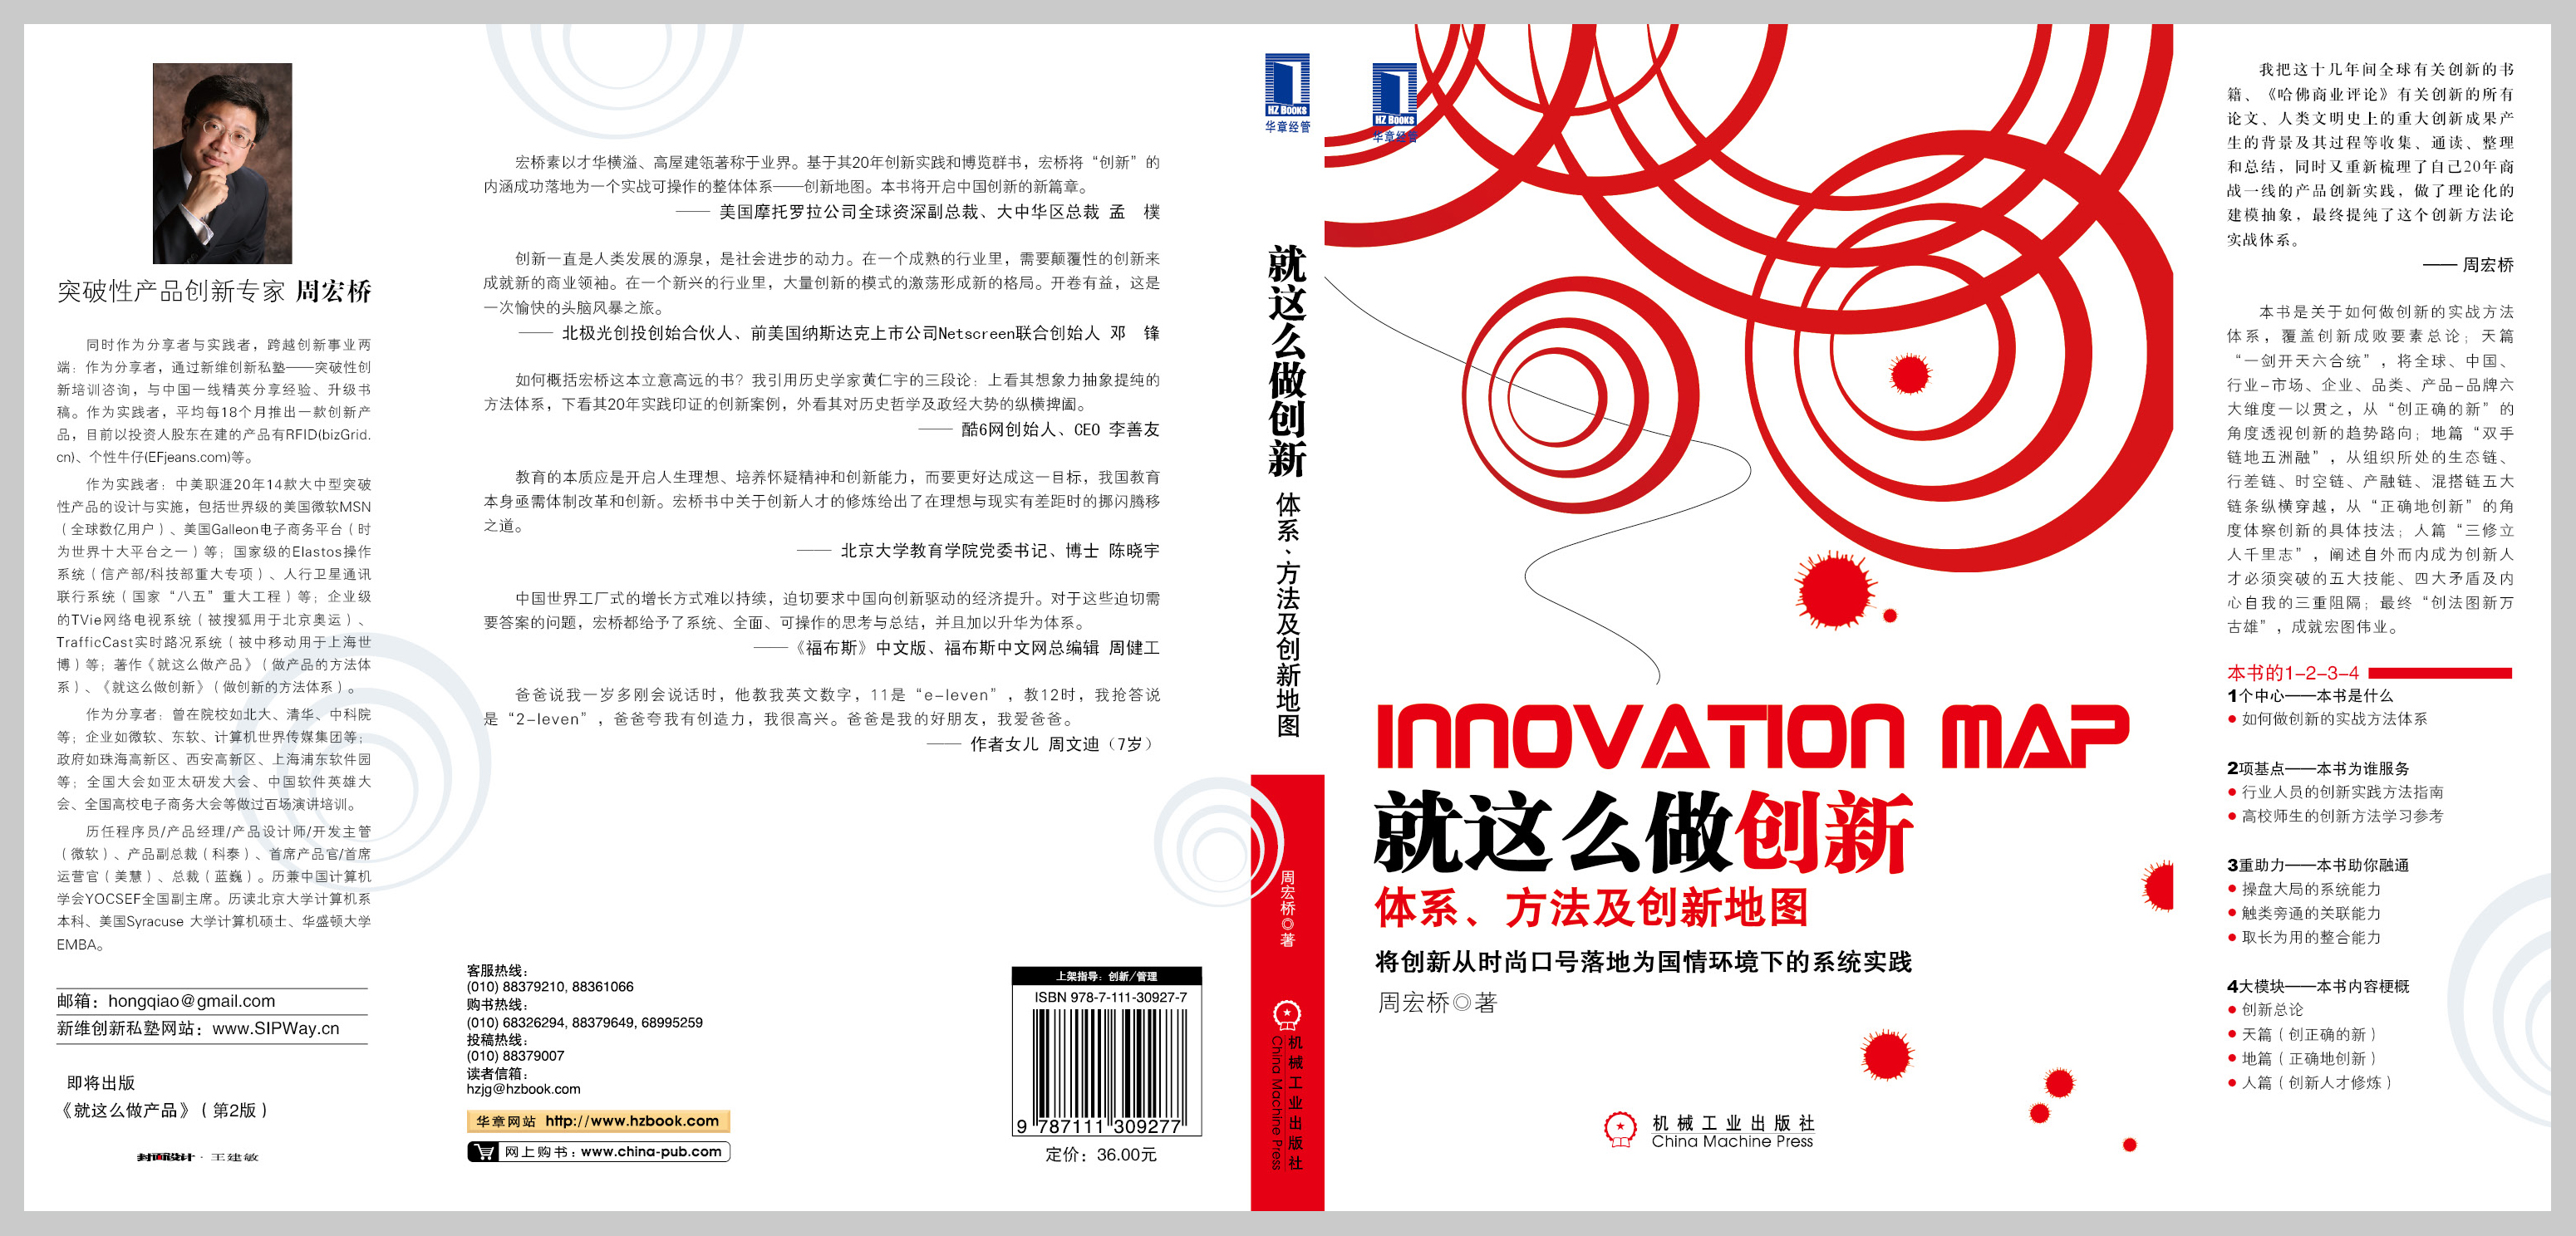 突破性产品创新专家 周宏桥
同时作为分享者与实践者，跨越创新事业两
端：作为分享者，通过新维创新私塾——突破性创
新培训咨询，与中国一线精英分享经验、升级书
稿。作为实践者，平均每18个月推出一款创新产
品，目前以投资人股东在建的产品有RFID(bizGrid.
cn)、个性牛仔(EFjeans.com)等。
作为实践者：中美职涯20年14款大中型突破
性产品的设计与实施，包括世界级的美国微软MSN
（全球数亿用户）、美国Galleon电子商务平台（时
为世界十大平台之一）等；国家级的Elastos操作
系统（信产部/科技部重大专项）、人行卫星通讯
联行系统（国家“八五”重大工程）等；企业级
的TVie网络电视系统（被搜狐用于北京奥运）、
TrafficCast实时路况系统（被中移动用于上海世
博）等；著作《就这么做产品》（做产品的方法体
系）、《就这么做创新》（做创新的方法体系）。
作为分享者：曾在院校如北大、清华、中科院
等；企业如微软、东软、计算机世界传媒集团等；
政府如珠海高新区、西安高新区、上海浦东软件园
等；全国大会如亚太研发大会、中国软件英雄大
会、全国高校电子商务大会等做过百场演讲培训。
历任程序员/产品经理/产品设计师/开发主管
（微软）、产品副总裁（科泰）、首席产品官/首席
运营官（美慧）、总裁（蓝巍）。历兼中国计算机
学会YOCSEF全国副主席。历读北京大学计算机系
本科、美国Syracuse 大学计算机硕士、华盛顿大学
EMBA。
邮箱：hongqiao@gmail.com
新维创新私塾网站：www.SIPWay.cn
即将出版
《就这么做产品》（第2版）
封面设计·王建敏
宏桥素以才华横溢、高屋建瓴著称于业界。基于其20年创新实践和博览群书，宏桥将“创新”的
内涵成功落地为一个实战可操作的整体体系——创新地图。本书将开启中国创新的新篇章。
—— 美国摩托罗拉公司全球资深副总裁、大中华区总裁 孟　樸
创新一直是人类发展的源泉，是社会进步的动力。在一个成熟的行业里，需要颠覆性的创新来
成就新的商业领袖。在一个新兴的行业里，大量创新的模式的激荡形成新的格局。开卷有益，这是
一次愉快的头脑风暴之旅。
—— 北极光创投创始合伙人、前美国纳斯达克上市公司Netscreen联合创始人 邓　锋
如何概括宏桥这本立意高远的书？我引用历史学家黄仁宇的三段论：上看其想象力抽象提纯的
方法体系，下看其20年实践印证的创新案例，外看其对历史哲学及政经大势的纵横捭阖。
—— 酷6网创始人、CEO 李善友
教育的本质应是开启人生理想、培养怀疑精神和创新能力，而要更好达成这一目标，我国教育
本身亟需体制改革和创新。宏桥书中关于创新人才的修炼给出了在理想与现实有差距时的挪闪腾移
之道。
—— 北京大学教育学院党委书记、博士 陈晓宇
中国世界工厂式的增长方式难以持续，迫切要求中国向创新驱动的经济提升。对于这些迫切需
要答案的问题，宏桥都给予了系统、全面、可操作的思考与总结，并且加以升华为体系。
——《福布斯》中文版、福布斯中文网总编辑 周健工
爸爸说我一岁多刚会说话时，他教我英文数字，11是“e-leven”，教12时，我抢答说
是“2-leven”，爸爸夸我有创造力，我很高兴。爸爸是我的好朋友，我爱爸爸。
—— 作者女儿 周文迪（7岁）
客服热线：
(010) 88379210, 88361066
购书热线：
(010) 68326294, 88379649, 68995259
投稿热线：
(010) 88379007
读者信箱：
hzjg@hzbook.com
华章网站 http://www.hzbook.com
网上购书：www.china-pub.com
上架指导：创新/管理
ISBN 978-7-111-30927-7
9 787111 309277
定价：36.00元
HZ BOOKS
华章经管
就这么做创新
体系、方法及创新地图
周宏桥◎著
机械工业出版社
China Machine Press
HZ BOOKS
华章经管
INNOVATION MAP
就这么做创新
体系、方法及创新地图
将创新从时尚口号落地为国情环境下的系统实践
周宏桥◎著
机械工业出版社
China Machine Press
我把这十几年间全球有关创新的书
籍、《哈佛商业评论》有关创新的所有
论文、人类文明史上的重大创新成果产
生的背景及其过程等收集、通读、整理
和总结，同时又重新梳理了自己20年商
战一线的产品创新实践，做了理论化的
建模抽象，最终提纯了这个创新方法论
实战体系。
—— 周宏桥
本书是关于如何做创新的实战方法
体系，覆盖创新成败要素总论；天篇
“一剑开天六合统”，将全球、中国、
行业-市场、企业、品类、产品-品牌六
大维度一以贯之，从“创正确的新”的
角度透视创新的趋势路向；地篇“双手
链地五洲融”，从组织所处的生态链、
行差链、时空链、产融链、混搭链五大
链条纵横穿越，从“正确地创新”的角
度体察创新的具体技法；人篇“三修立
人千里志”，阐述自外而内成为创新人
才必须突破的五大技能、四大矛盾及内
心自我的三重阻隔；最终“创法图新万
古雄”，成就宏图伟业。
本书的1-2-3-4
1个中心——本书是什么
● 如何做创新的实战方法体系
2项基点——本书为谁服务
● 行业人员的创新实践方法指南
● 高校师生的创新方法学习参考
3重助力——本书助你融通
● 操盘大局的系统能力
● 触类旁通的关联能力
● 取长为用的整合能力
4大模块——本书内容梗概
● 创新总论
● 天篇（创正确的新）
● 地篇（正确地创新）
● 人篇（创新人才修炼）